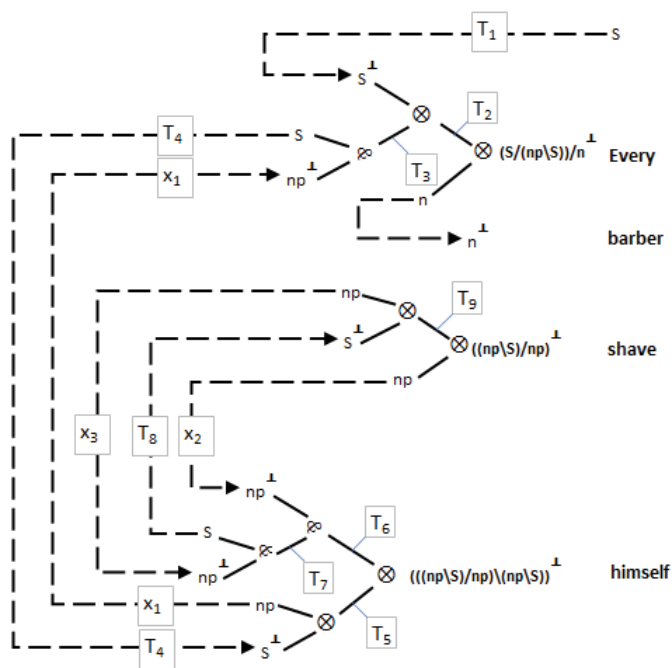 T₁ S
S^⊥
⊗ T₂
T₄ S ⊗ (S/(np\S))/n^⊥ Every
x₁ np^⊥ ⅋ T₃
n
n^⊥ barber
np ⊗ T₉
S^⊥ ⊗ ((np\S)/np)^⊥ shave
np
x₃ T₈ x₂
np^⊥
S ⅋ T₆
np^⊥ ⅋ T₇ ⊗ (((np\S)/np)\(np\S))^⊥ himself
x₁ np ⊗ T₅
T₄ S^⊥